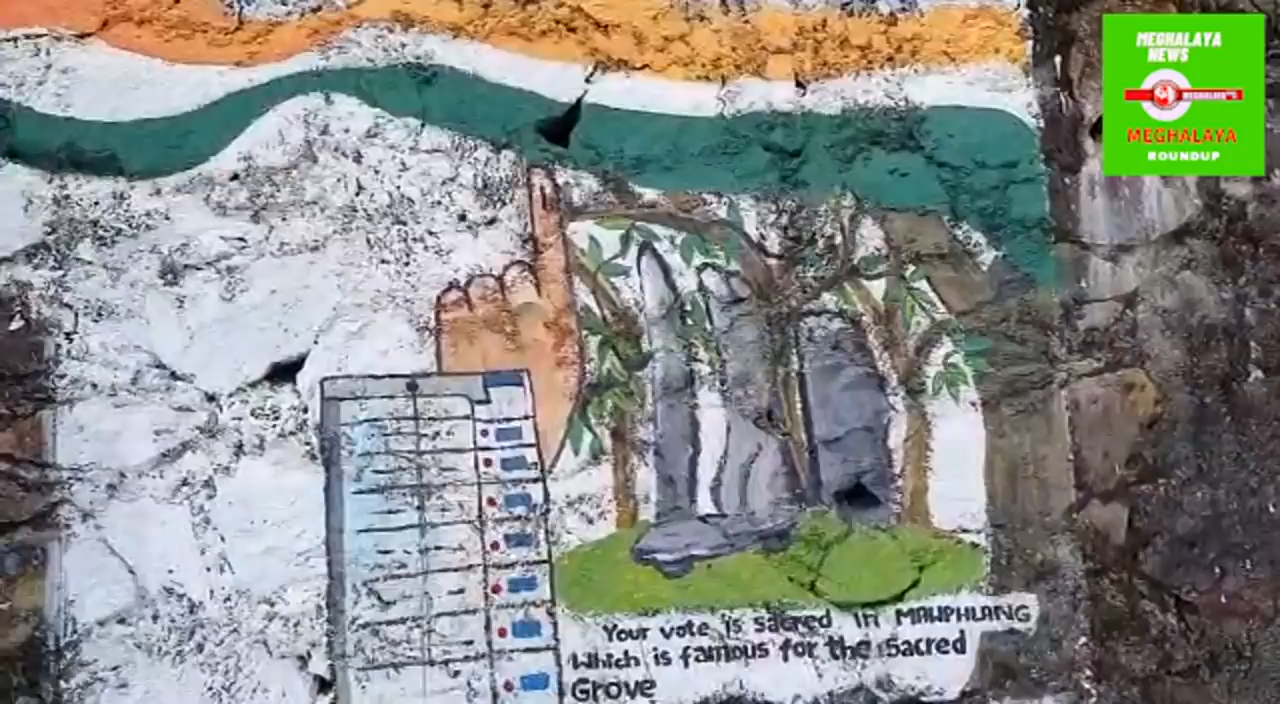 MEGHALAYA
NEWS
MEGHALAYA
ROUNDUP
Your vote is sacred in MAWPHLANG
Which is famous for the Sacred
Grove